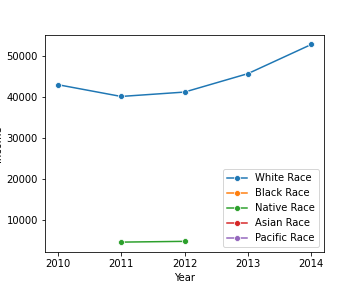 50000
40000
30000
20000
10000
White Race
Black Race
Native Race
Asian Race
Pacific Race
2010 2011 2012 2013 2014
Year